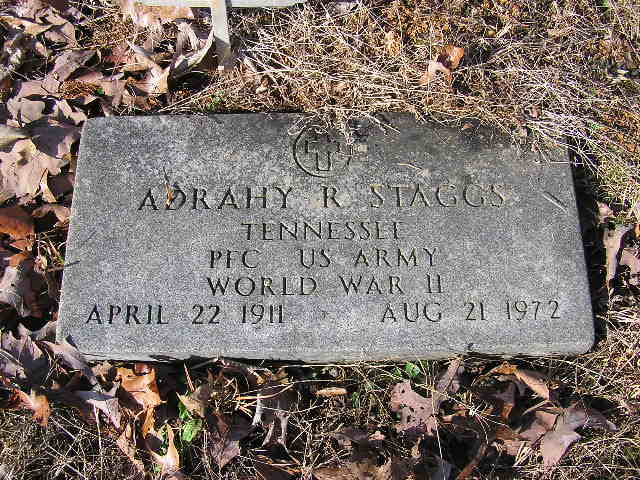 ADRAHY R STAGGS
TENNESSEE
PFC US ARMY
WORLD WAR II
APRIL 22 1911 AUG 21 1972